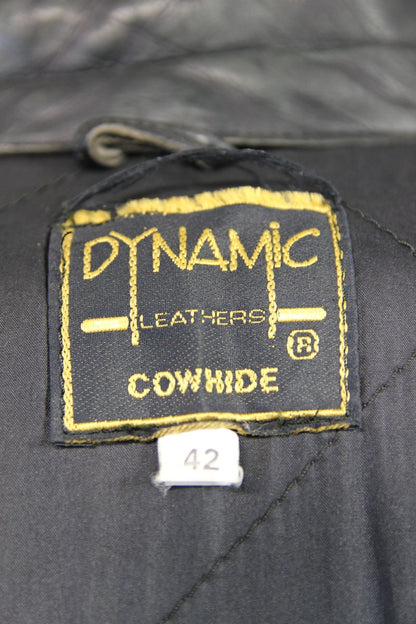 DYNAMiC
LEATHERS
®
COWHIDE
42